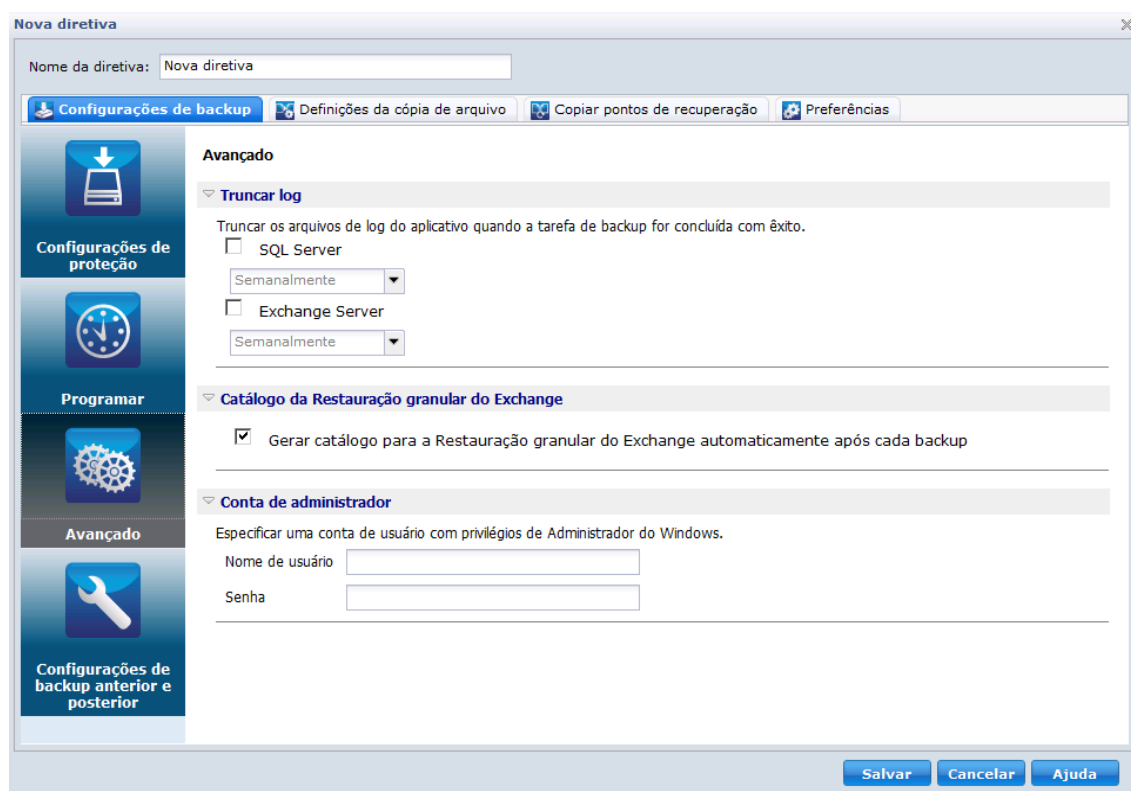 Nova diretiva
Nome da diretiva: Nova diretiva
Configurações de backup
Definições da cópia de arquivo
Copiar pontos de recuperação
Preferências
Configurações de
proteção
Programar
Avançado
Configurações de
backup anterior e
posterior
Avançado
Truncar log
Truncar os arquivos de log do aplicativo quando a tarefa de backup for concluída com êxito.
SQL Server
Semanalmente
Exchange Server
Semanalmente
Catálogo da Restauração granular do Exchange
Gerar catálogo para a Restauração granular do Exchange automaticamente após cada backup
Conta de administrador
Especificar uma conta de usuário com privilégios de Administrador do Windows.
Nome de usuário
Senha
Salvar
Cancelar
Ajuda